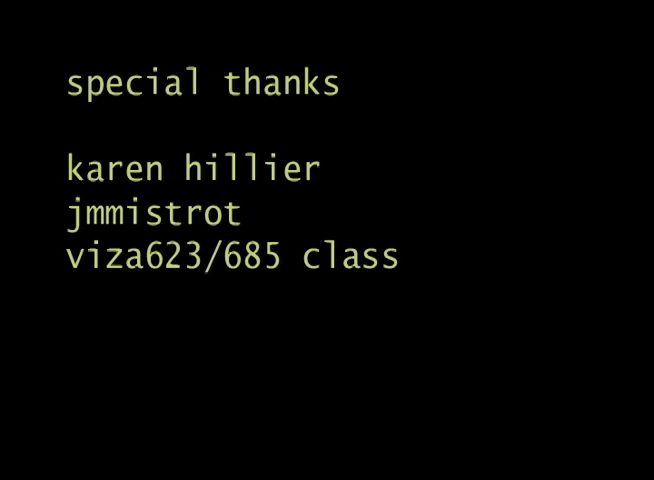 special thanks
karen hillier
jmmistrot
viza623/685 class